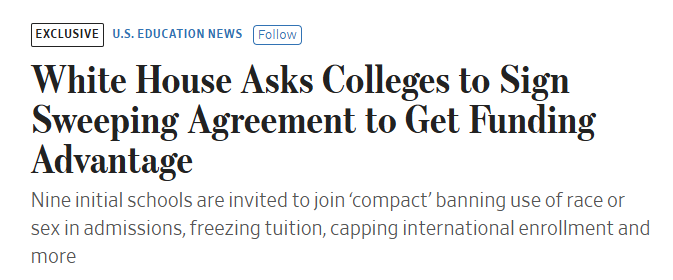 EXCLUSIVE U.S. EDUCATION NEWS Follow
White House Asks Colleges to Sign
Sweeping Agreement to Get Funding
Advantage
Nine initial schools are invited to join ‘compact’ banning use of race or
sex in admissions, freezing tuition, capping international enrollment and
more